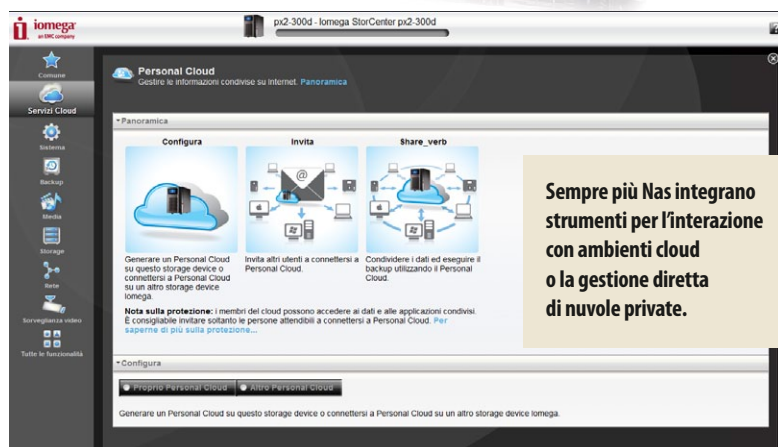 iomega
an EMC company
px2-300d - Iomega StorCenter px2-300d
Comune
Servizi Cloud
Sistema
Backup
Media
Storage
Rete
Sorveglianza video
Tutte le funzionalità
Personal Cloud
Gestire le informazioni condivise su Internet. Panoramica
Panoramica
Configura
Invita
Share_verb
@
Generare un Personal Cloud
su questo storage device o
connettersi a Personal Cloud
su un altro storage device
Iomega.
Invita altri utenti a connettersi a
Personal Cloud.
Condividere i dati ed eseguire il
backup utilizzando il Personal
Cloud.
Nota sulla protezione: i membri del cloud possono accedere ai dati e alle applicazioni condivisi.
È consigliabile invitare soltanto le persone attendibili a connettersi a Personal Cloud. Per
saperne di più sulla protezione...
Configura
Proprio Personal Cloud
Altro Personal Cloud
Generare un Personal Cloud su questo storage device o connettersi a Personal Cloud su un altro storage device Iomega.
Sempre più Nas integrano
strumenti per l'interazione
con ambienti cloud
o la gestione diretta
di nuvole private.